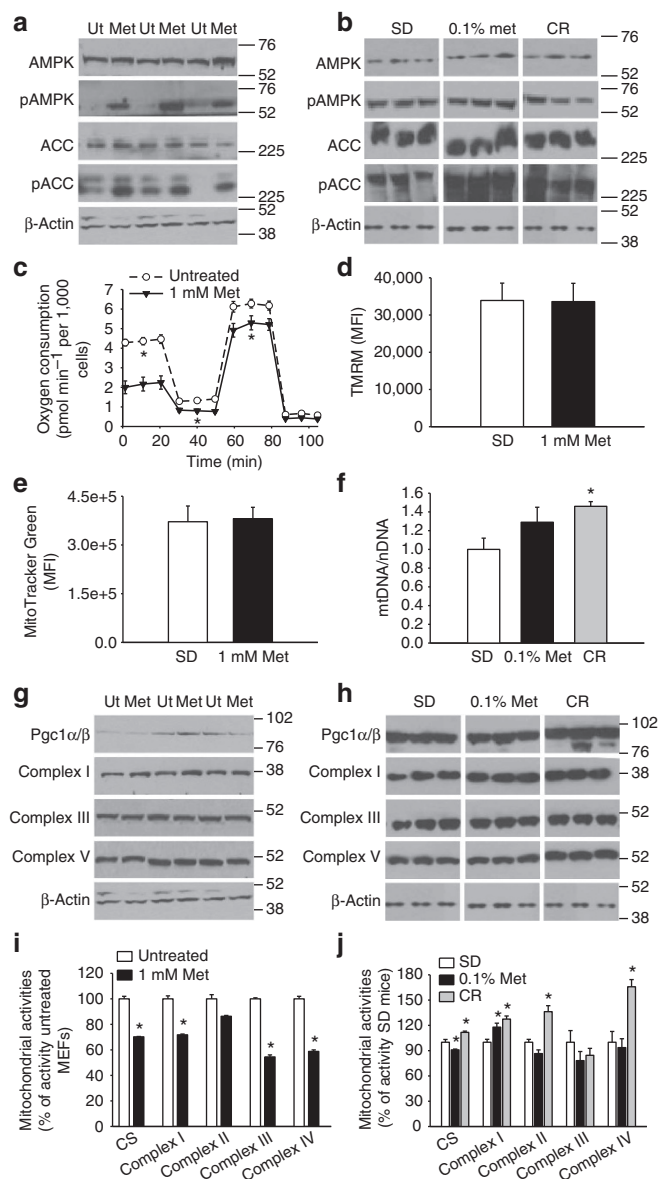 a
Ut Met Ut Met Ut Met
AMPK
76
52
pAMPK
76
52
ACC
225
pACC
225
β-Actin
52
38
b
SD 0.1% met CR
AMPK
76
52
pAMPK
76
52
ACC
225
pACC
225
β-Actin
52
38
c
Untreated
1 mM Met
Oxygen consumption
(pmol min⁻¹ per 1,000
cells)
7
6
5
4
3
2
1
0
*
*
*
0 20 40 60 80 100
Time (min)
d
TMRM (MFI)
40,000
30,000
20,000
10,000
0
SD 1 mM Met
e
MitoTracker Green
(MFI)
4.5e+5
3.0e+5
1.5e+5
0.0
SD 1 mM Met
f
mtDNA/nDNA
1.6
1.4
1.2
1.0
0.8
0.6
0.4
0.2
0.0
*
SD 0.1% Met CR
g
Ut Met Ut Met Ut Met
Pgc1α/β
102
76
Complex I
38
Complex III
52
Complex V
52
β-Actin
52
38
h
SD 0.1% Met CR
Pgc1α/β
102
76
Complex I
38
Complex III
52
Complex V
52
β-Actin
52
38
i
Untreated
1 mM Met
Mitochondrial activities
(% of activity untreated
MEFs)
120
100
80
60
40
20
0
* * * *
CS Complex I Complex II Complex III Complex IV
j
SD
0.1% Met
CR
Mitochondrial activities
(% of activity SD mice)
180
150
120
90
60
30
0
* * * * * *
CS Complex I Complex II Complex III Complex IV